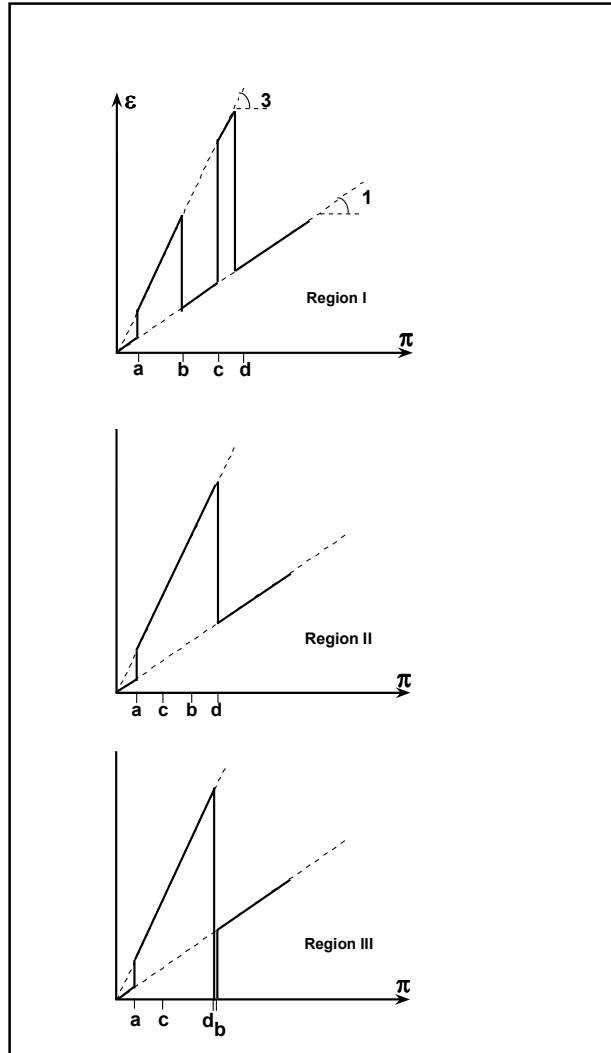 ε
3
1
Region I
π
a b c d
Region II
π
a c b d
Region III
π
a c d b